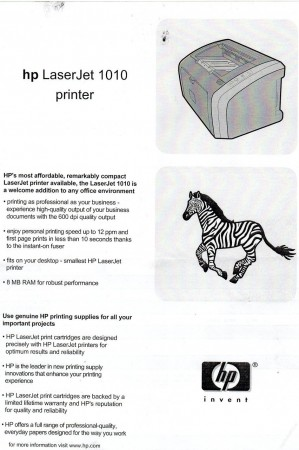 hp LaserJet 1010
printer
HP's most affordable, remarkably compact
LaserJet printer available, the LaserJet 1010 is
a welcome addition to any office environment
• printing as professional as your business -
experience high-quality output of your business
documents with the 600 dpi quality output
• enjoy personal printing speed up to 12 ppm and
first page prints in less than 10 seconds thanks
to the instant-on fuser
• fits on your desktop - smallest HP LaserJet
printer
• 8 MB RAM for robust performance
Use genuine HP printing supplies for all your
important projects
• HP LaserJet print cartridges are designed
precisely with HP LaserJet printers for
optimum results and reliability
• HP is the leader in new printing supply
innovations that enhance your printing
experience
• HP LaserJet print cartridges are backed by a
limited lifetime warranty and HP's reputation
for quality and reliability
• HP offers a full range of professional-quality,
everyday papers designed for the way you work
for more information visit www.hp.com
hp ®
invent